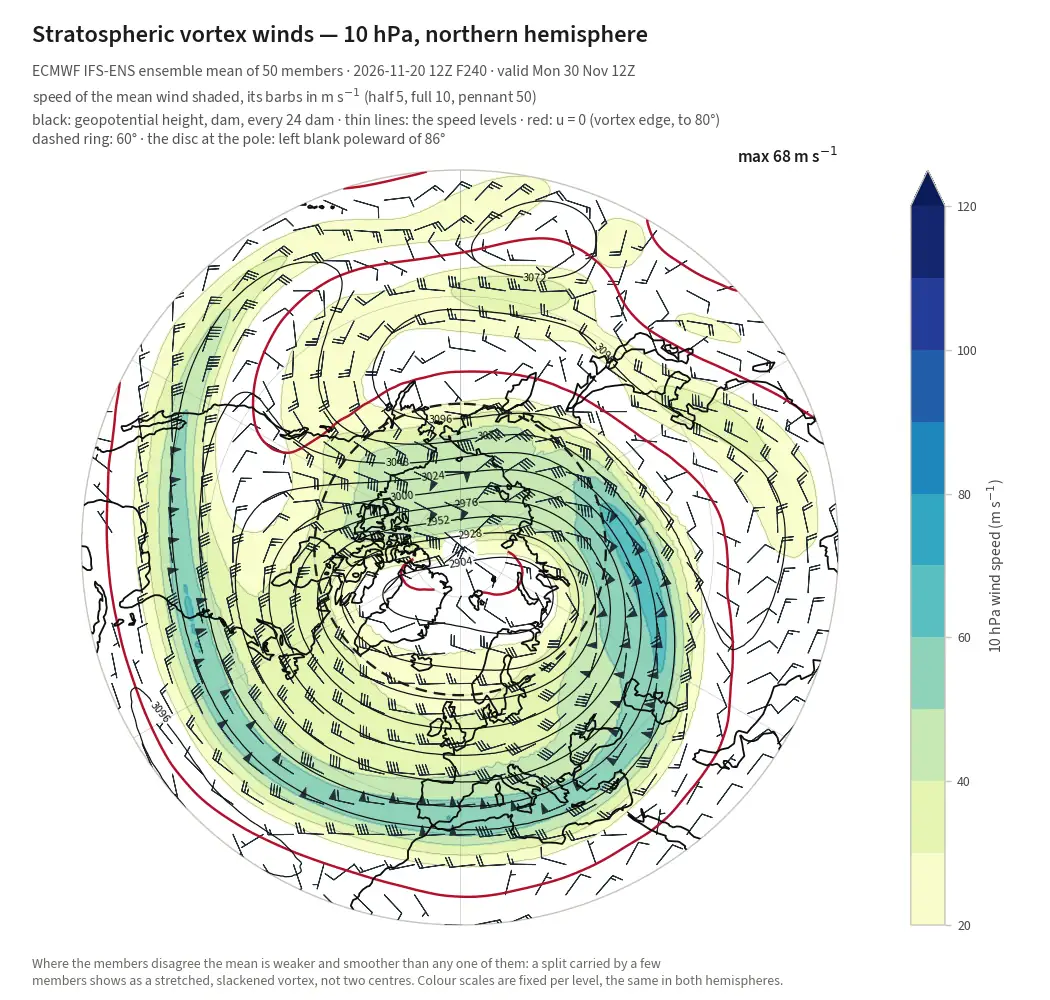 Stratospheric vortex winds — 10 hPa, northern hemisphere
ECMWF IFS-ENS ensemble mean of 50 members · 2026-11-20 12Z F240 · valid Mon 30 Nov 12Z
speed of the mean wind shaded, its barbs in m s⁻¹ (half 5, full 10, pennant 50)
black: geopotential height, dam, every 24 dam · thin lines: the speed levels · red: u = 0 (vortex edge, to 80°)
dashed ring: 60° · the disc at the pole: left blank poleward of 86°
max 68 m s⁻¹
120
100
80
60
40
20
10 hPa wind speed (m s⁻¹)
3072
3096
3024
3000
2976
2952
2928
2904
3096
Where the members disagree the mean is weaker and smoother than any one of them: a split carried by a few
members shows as a stretched, slackened vortex, not two centres. Colour scales are fixed per level, the same in both hemispheres.